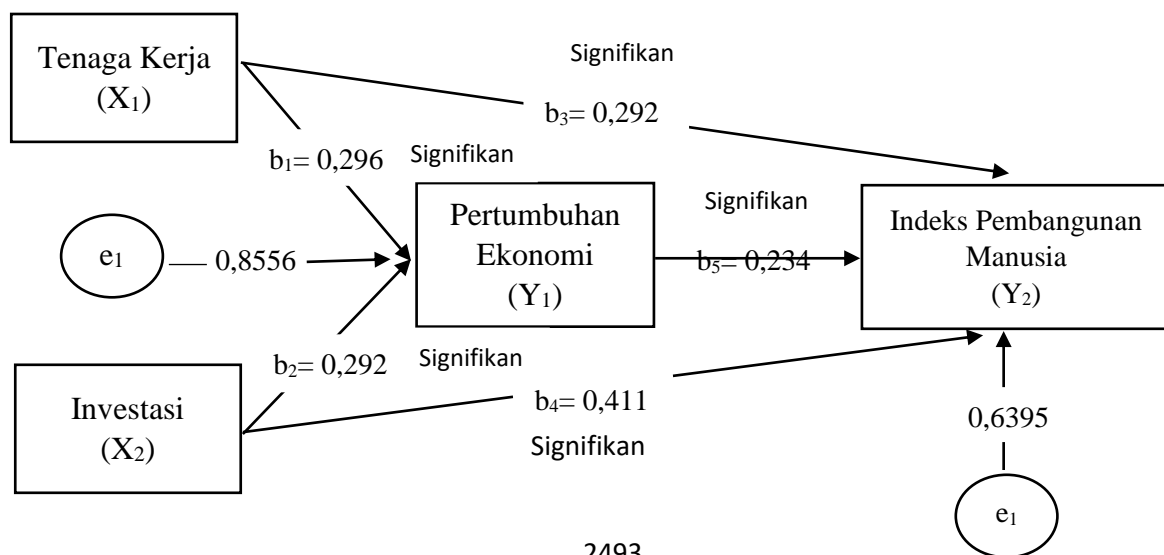 Tenaga Kerja
(X₁)
Signifikan
b₃= 0,292
b₁= 0,296
Signifikan
Pertumbuhan
Ekonomi
(Y₁)
Signifikan
b₅= 0,234
Indeks Pembangunan
Manusia
(Y₂)
e₁
0,8556
b₂= 0,292
Signifikan
Investasi
(X₂)
b₄= 0,411
Signifikan
0,6395
e₁
2493